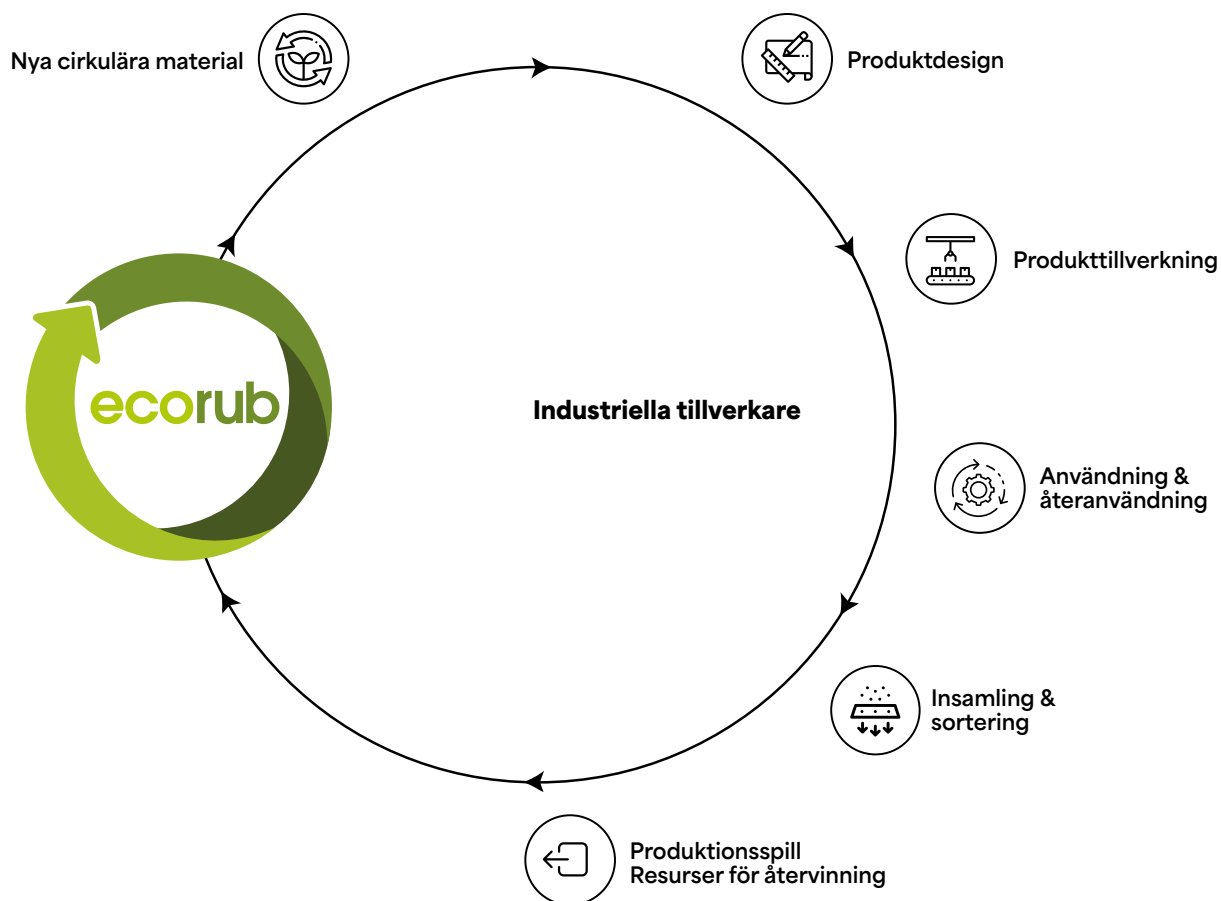 Nya cirkulära material
Produktdesign
Produkttillverkning
ecorub
Industriella tillverkare
Användning &
återanvändning
Insamling &
sortering
Produktionsspill
Resurser för återvinning